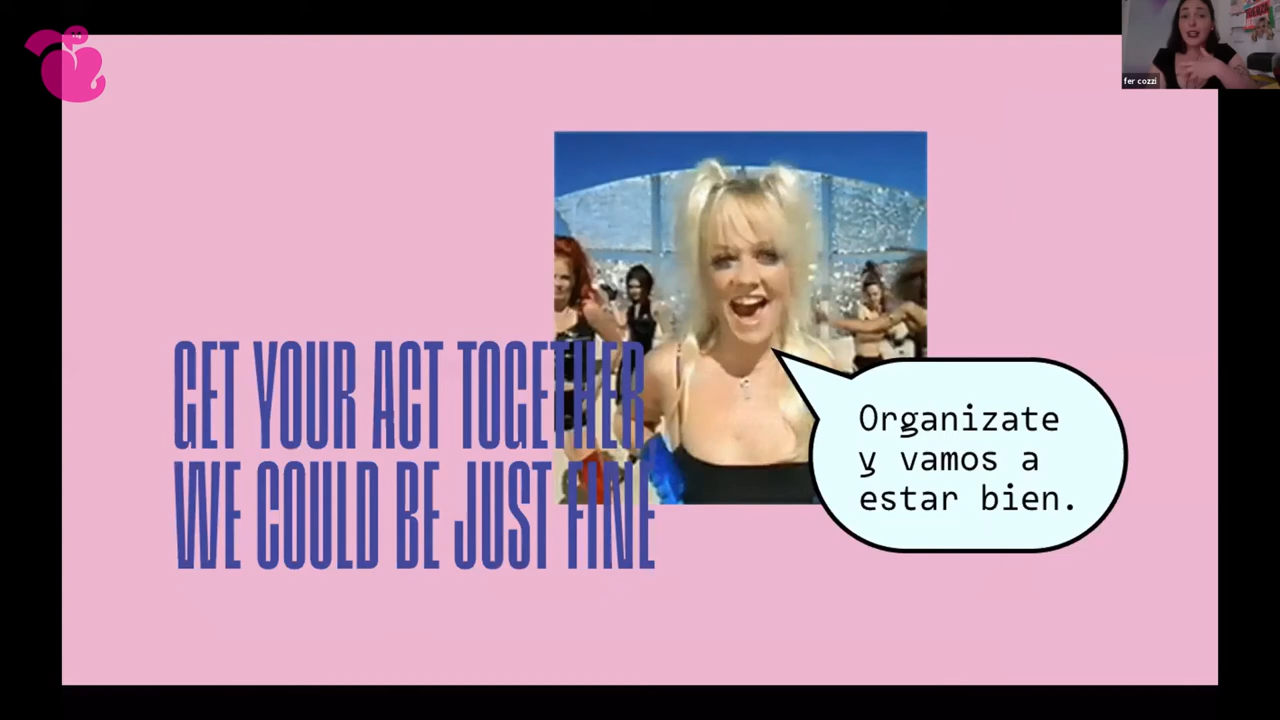 fer cozzi
GET YOUR ACT TOGETHER
WE COULD BE JUST FINE
Organizate
y vamos a
estar bien.